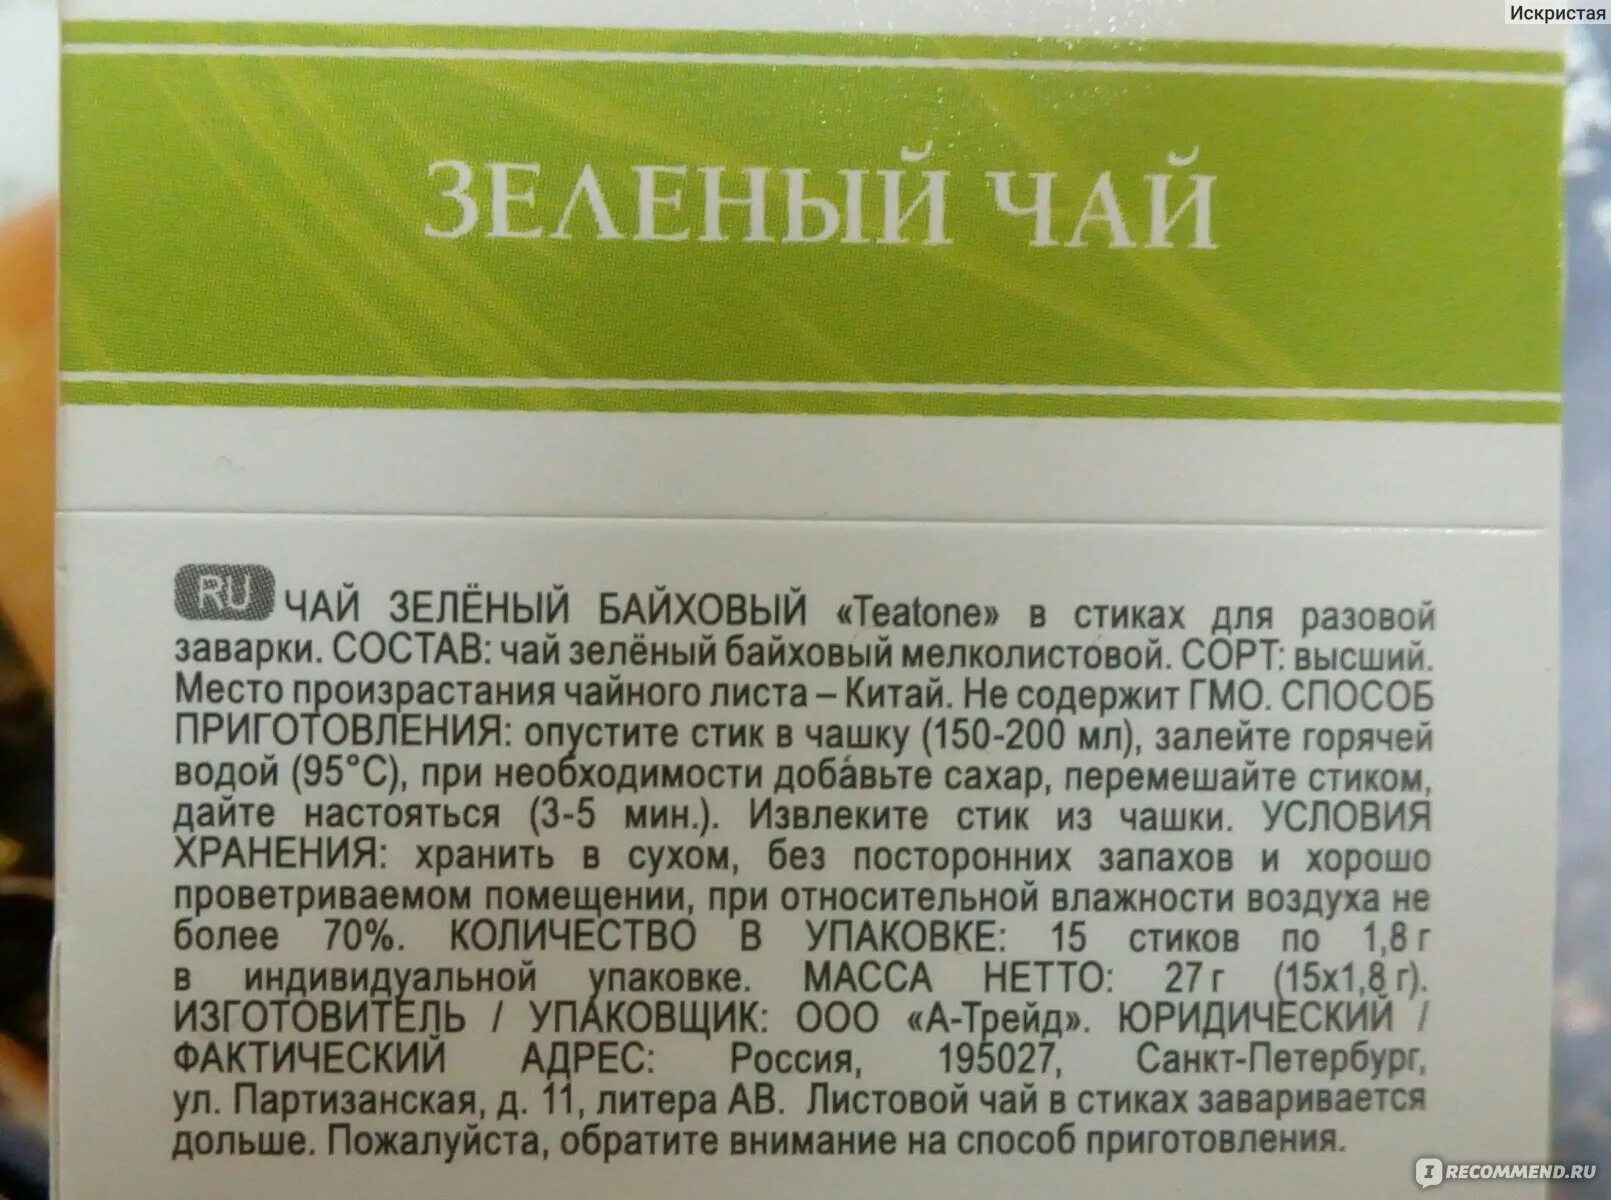 Искристая
ЗЕЛЕНЫЙ ЧАЙ
RU ЧАЙ ЗЕЛЁНЫЙ БАЙХОВЫЙ «Teatone» в стиках для разовой
заварки. СОСТАВ: чай зелёный байховый мелколистовой. СОРТ: высший.
Место произрастания чайного листа – Китай. Не содержит ГМО. СПОСОБ
ПРИГОТОВЛЕНИЯ: опустите стик в чашку (150-200 мл), залейте горячей
водой (95°С), при необходимости добавьте сахар, перемешайте стиком,
дайте настояться (3-5 мин.). Извлеките стик из чашки. УСЛОВИЯ
ХРАНЕНИЯ: хранить в сухом, без посторонних запахов и хорошо
проветриваемом помещении, при относительной влажности воздуха не
более 70%. КОЛИЧЕСТВО В УПАКОВКЕ: 15 стиков по 1,8 г
в индивидуальной упаковке. МАССА НЕТТО: 27 г (15х1,8 г).
ИЗГОТОВИТЕЛЬ / УПАКОВЩИК: ООО «А-Трейд». ЮРИДИЧЕСКИЙ /
ФАКТИЧЕСКИЙ АДРЕС: Россия, 195027, Санкт-Петербург,
ул. Партизанская, д. 11, литера АВ. Листовой чай в стиках заваривается
дольше. Пожалуйста, обратите внимание на способ приготовления.
IRECOMMEND.RU